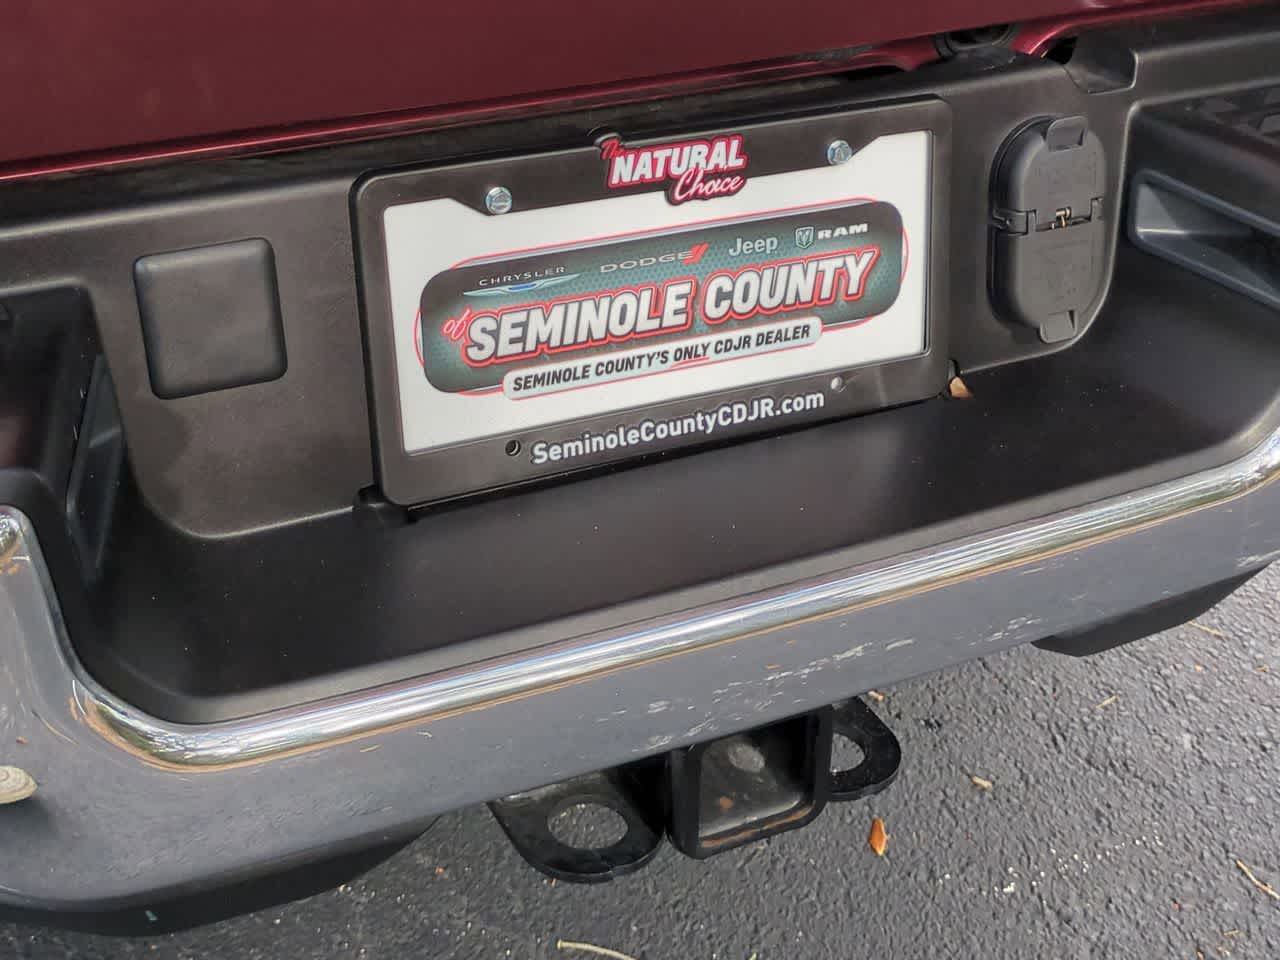 The
NATURAL
Choice
CHRYSLER DODGE Jeep RAM
of SEMINOLE COUNTY
SEMINOLE COUNTY'S ONLY CDJR DEALER
SeminoleCountyCDJR.com